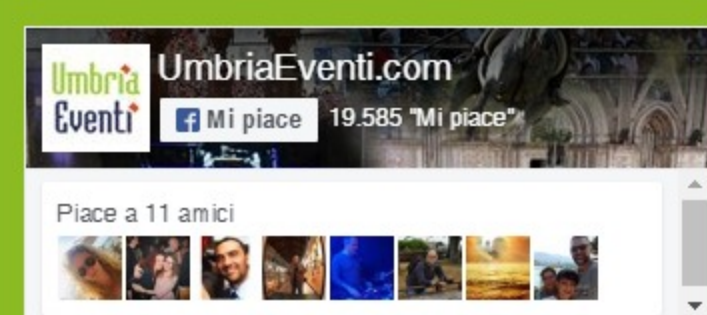 Umbria
Eventi
UmbriaEventi.com
f Mi piace
19.585 "Mi piace"
Piace a 11 amici